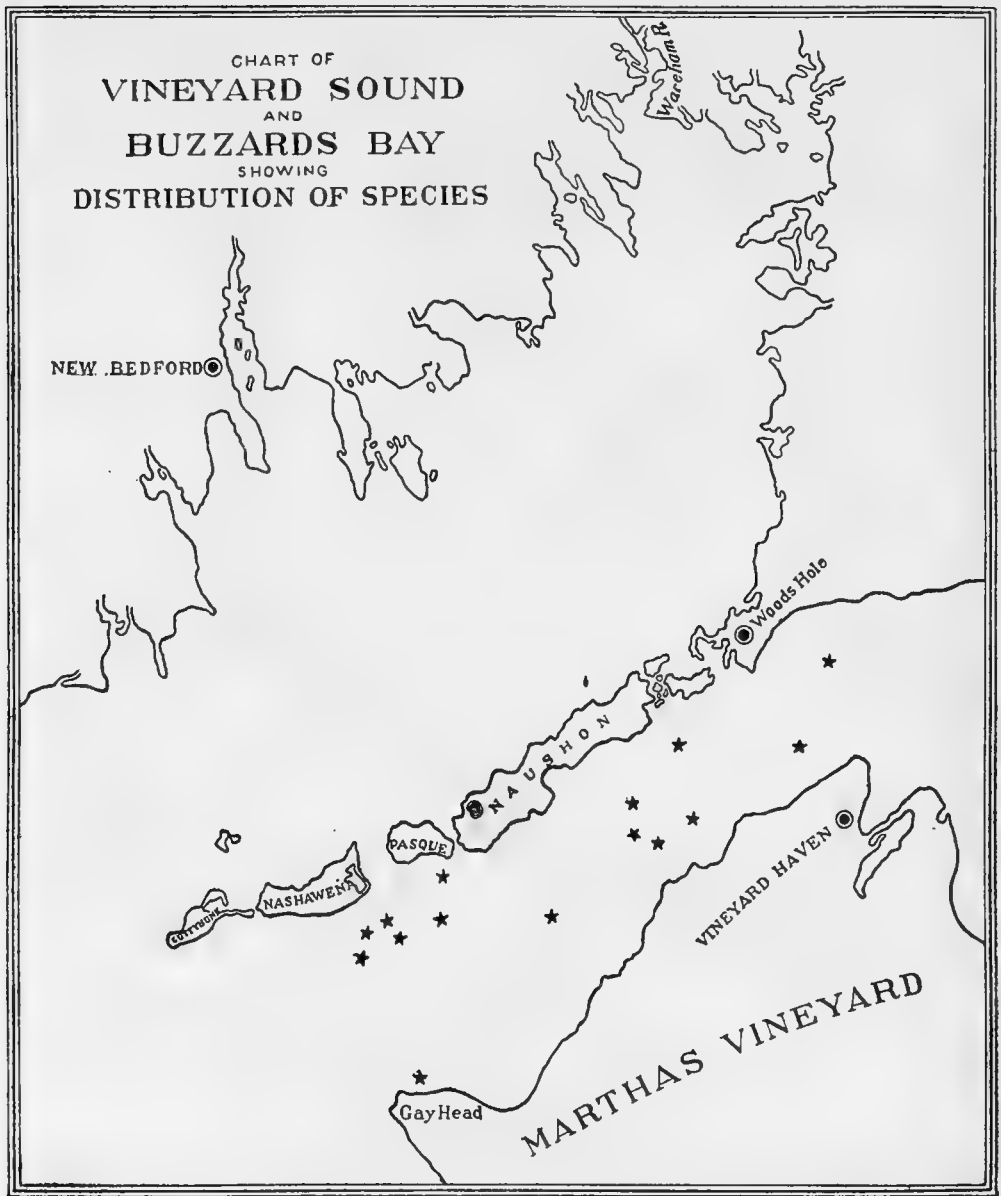 CHART OF
VINEYARD SOUND
AND
BUZZARDS BAY
SHOWING
DISTRIBUTION OF SPECIES
Wareham R.
NEW BEDFORD
Woods Hole
NAUSHON
PASQUE
NASHAWENA
CUTTYHUNK
VINEYARD HAVEN
MARTHAS VINEYARD
Gay Head